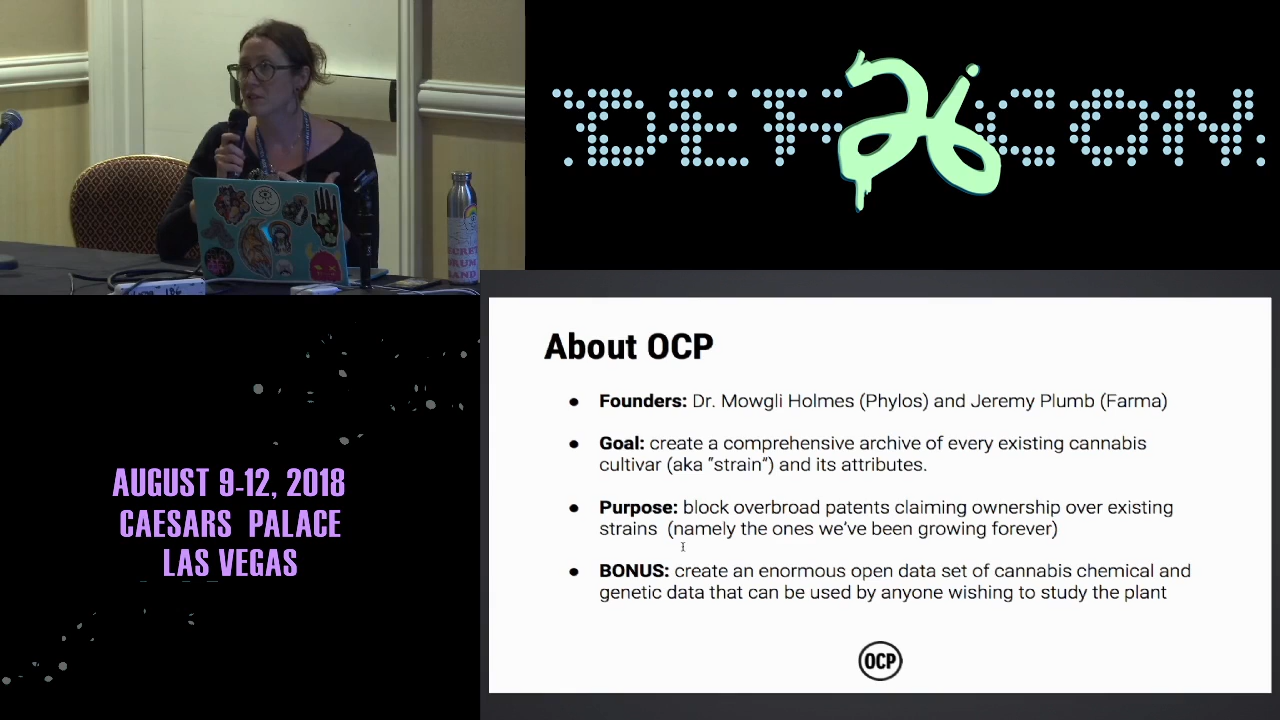 DEF 26 CON
SECRET
DRUM
BAND
AUGUST 9-12, 2018
CAESARS PALACE
LAS VEGAS
About OCP
● Founders: Dr. Mowgli Holmes (Phylos) and Jeremy Plumb (Farma)
● Goal: create a comprehensive archive of every existing cannabis
cultivar (aka "strain") and its attributes.
● Purpose: block overbroad patents claiming ownership over existing
strains (namely the ones we've been growing forever)
● BONUS: create an enormous open data set of cannabis chemical and
genetic data that can be used by anyone wishing to study the plant
OCP